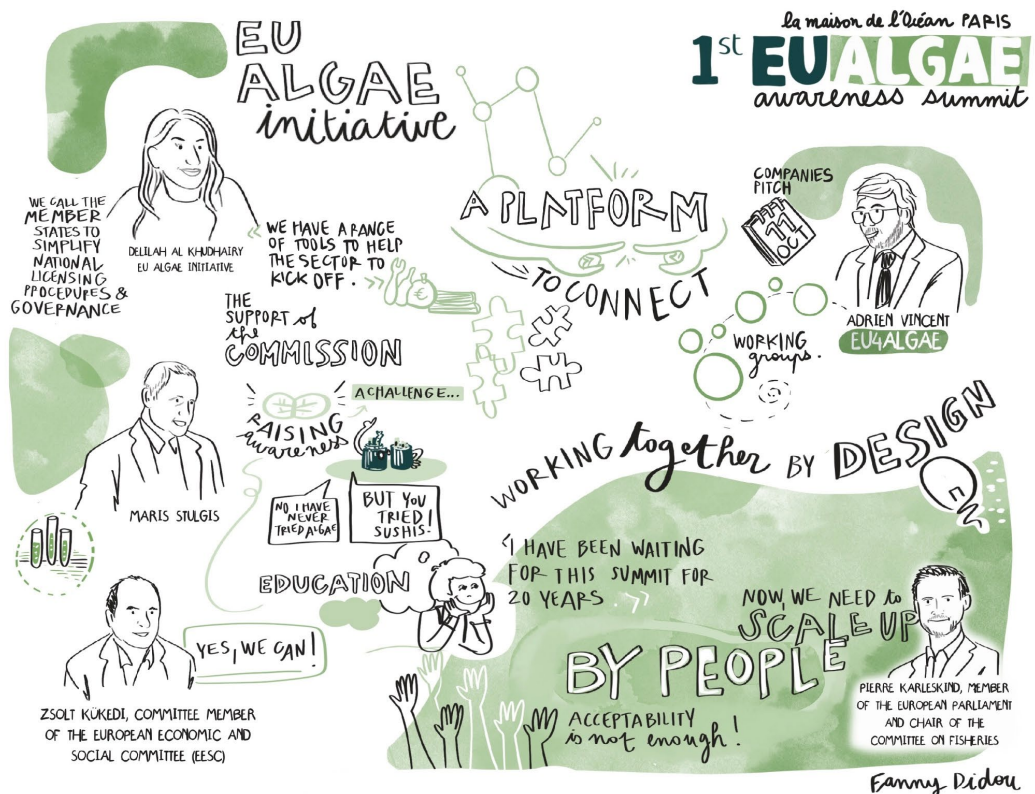 la maison de l'Océan PARIS
1st EU ALGAE
awareness summit
EU
ALGAE
initiative
WE CALL THE
MEMBER
STATES TO
SIMPLIFY
NATIONAL
LICENSING
PROCEDURES &
GOVERNANCE
DELILAH AL KHUDHAIRY
EU ALGAE INITIATIVE
« WE HAVE A RANGE
OF TOOLS TO HELP
THE SECTOR TO
KICK OFF. »
€
A PLATFORM
TO CONNECT
COMPANIES
PITCH
11
OCT
ADRIEN VINCENT
EU4ALGAE
WORKING
groups.
THE
SUPPORT of
the
COMMISSION
RAISING
awareness
A CHALLENGE...
MARIS STULGIS
NO I HAVE
NEVER
TRIED ALGAE
BUT YOU
TRIED
SUSHIS!
EDUCATION
ZSOLT KÜKEDI, COMMITTEE MEMBER
OF THE EUROPEAN ECONOMIC AND
SOCIAL COMMITTEE (EESC)
YES, WE CAN!
WORKING together BY DESIGN
« I HAVE BEEN WAITING
FOR THIS SUMMIT FOR
20 YEARS. »
NOW, WE NEED to
SCALE UP
BY PEOPLE
ACCEPTABILITY
is not enough!
PIERRE KARLESKIND, MEMBER
OF THE EUROPEAN PARLIAMENT
AND CHAIR OF THE
COMMITTEE ON FISHERIES
Fanny Didou